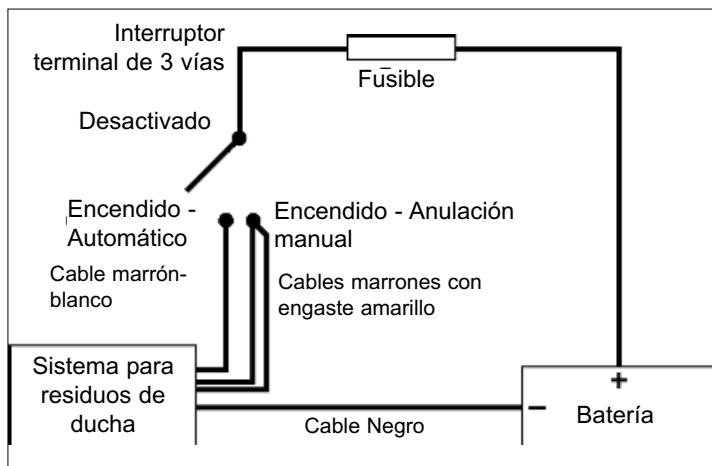 Interruptor
terminal de 3 vías
Fusible
Desactivado
Encendido -
Automático
Encendido - Anulación
manual
Cable marrón-
blanco
Cables marrones con
engaste amarillo
Sistema para
residuos de
ducha
+
-
Batería
Cable Negro